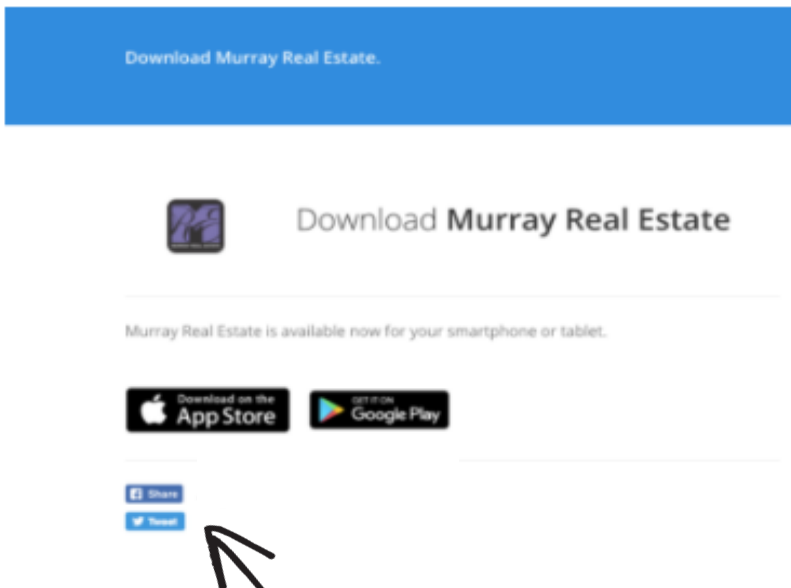 Download Murray Real Estate.
Download Murray Real Estate
Murray Real Estate is available now for your smartphone or tablet.
Download on the
App Store
GET IT ON
Google Play
Share
Tweet